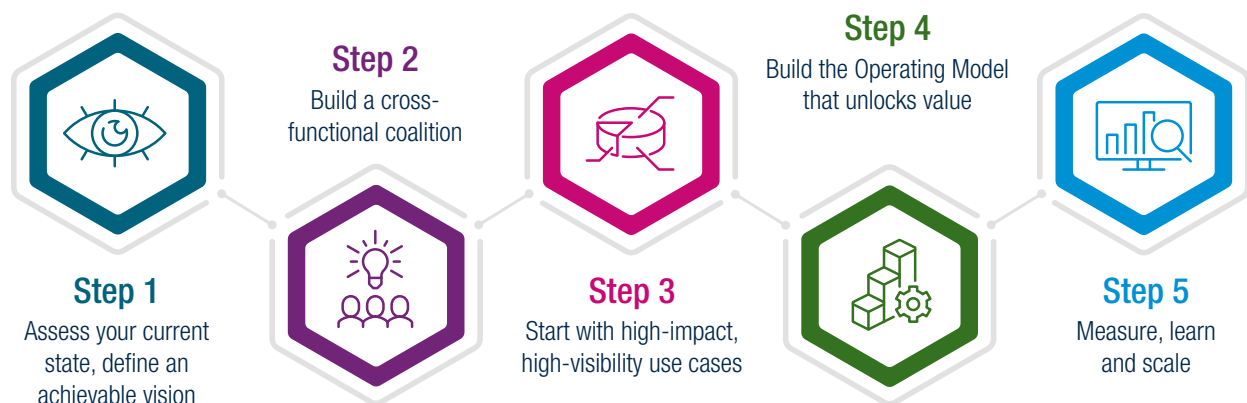 Step 1
Assess your current
state, define an
achievable vision
Step 2
Build a cross-
functional coalition
Step 3
Start with high-impact,
high-visibility use cases
Step 4
Build the Operating Model
that unlocks value
Step 5
Measure, learn
and scale